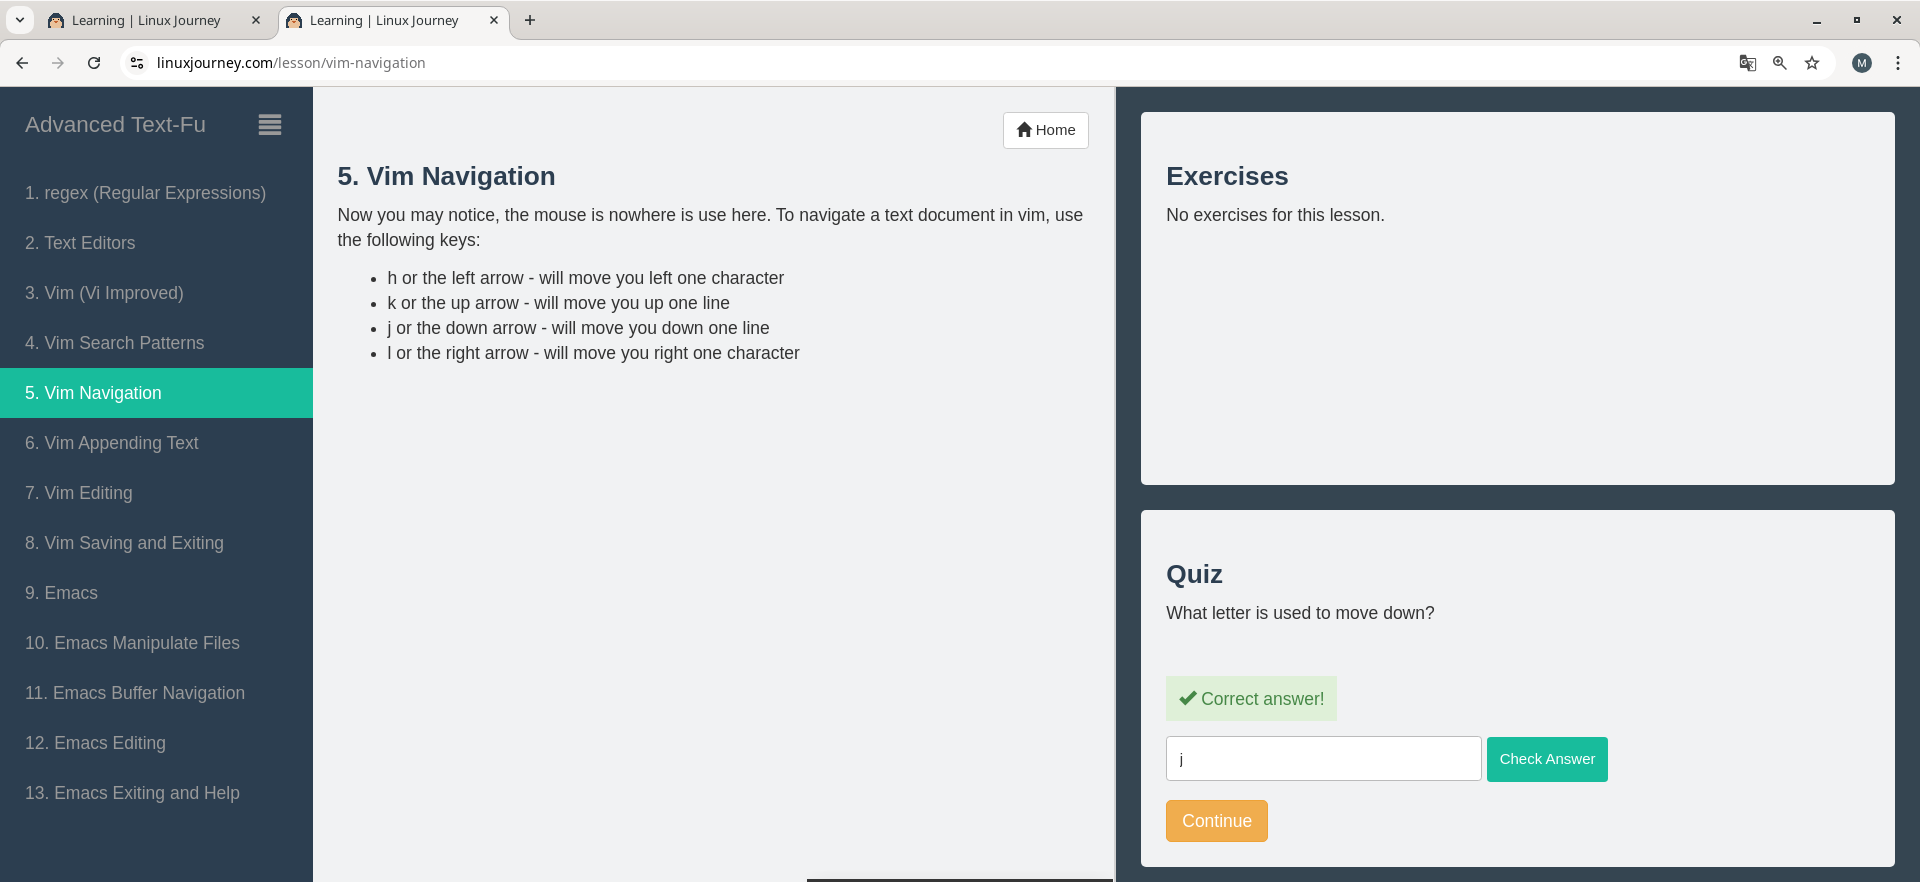 Learning | Linux Journey
Learning | Linux Journey
linuxjourney.com/lesson/vim-navigation
M
Advanced Text-Fu
1. regex (Regular Expressions)
2. Text Editors
3. Vim (Vi Improved)
4. Vim Search Patterns
5. Vim Navigation
6. Vim Appending Text
7. Vim Editing
8. Vim Saving and Exiting
9. Emacs
10. Emacs Manipulate Files
11. Emacs Buffer Navigation
12. Emacs Editing
13. Emacs Exiting and Help
Home
5. Vim Navigation
Now you may notice, the mouse is nowhere is use here. To navigate a text document in vim, use
the following keys:
• h or the left arrow - will move you left one character
• k or the up arrow - will move you up one line
• j or the down arrow - will move you down one line
• l or the right arrow - will move you right one character
Exercises
No exercises for this lesson.
Quiz
What letter is used to move down?
Correct answer!
j
Check Answer
Continue